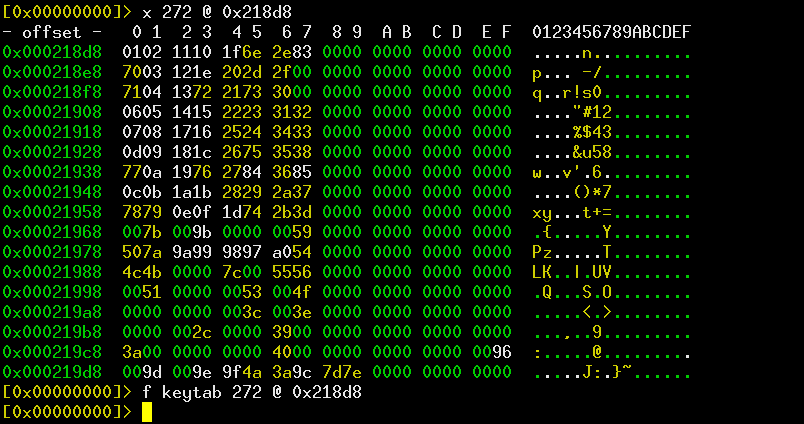 [0x00000000]> x 272 @ 0x218d8
- offset -   0 1  2 3  4 5  6 7  8 9  A B  C D  E F  0123456789ABCDEF
0x000218d8  0102 1110 1f6e 2e83 0000 0000 0000 0000  .....n..........
0x000218e8  7003 121e 202d 2f00 0000 0000 0000 0000  p... -/.........
0x000218f8  7104 1372 2173 3000 0000 0000 0000 0000  q..r!s0.........
0x00021908  0605 1415 2223 3132 0000 0000 0000 0000  ...."#12........
0x00021918  0708 1716 2524 3433 0000 0000 0000 0000  ....%$43........
0x00021928  0d09 181c 2675 3538 0000 0000 0000 0000  ....&u58........
0x00021938  770a 1976 2784 3685 0000 0000 0000 0000  w..v'.6.........
0x00021948  0c0b 1a1b 2829 2a37 0000 0000 0000 0000  ....()*7........
0x00021958  7879 0e0f 1d74 2b3d 0000 0000 0000 0000  xy...t+=........
0x00021968  007b 009b 0000 0059 0000 0000 0000 0000  .{.....Y........
0x00021978  507a 9a99 9897 a054 0000 0000 0000 0000  Pz.....T........
0x00021988  4c4b 0000 7c00 5556 0000 0000 0000 0000  LK..|.UV........
0x00021998  0051 0000 0053 004f 0000 0000 0000 0000  .Q...S.O........
0x000219a8  0000 0000 003c 003e 0000 0000 0000 0000  .....<.>........
0x000219b8  0000 002c 0000 3900 0000 0000 0000 0000  ...,..9.........
0x000219c8  3a00 0000 0000 4000 0000 0000 0000 0096  :.....@.........
0x000219d8  009d 009e 9f4a 3a9c 7d7e 0000 0000 0000  .....J:.}~......
[0x00000000]> f keytab 272 @ 0x218d8
[0x00000000]>